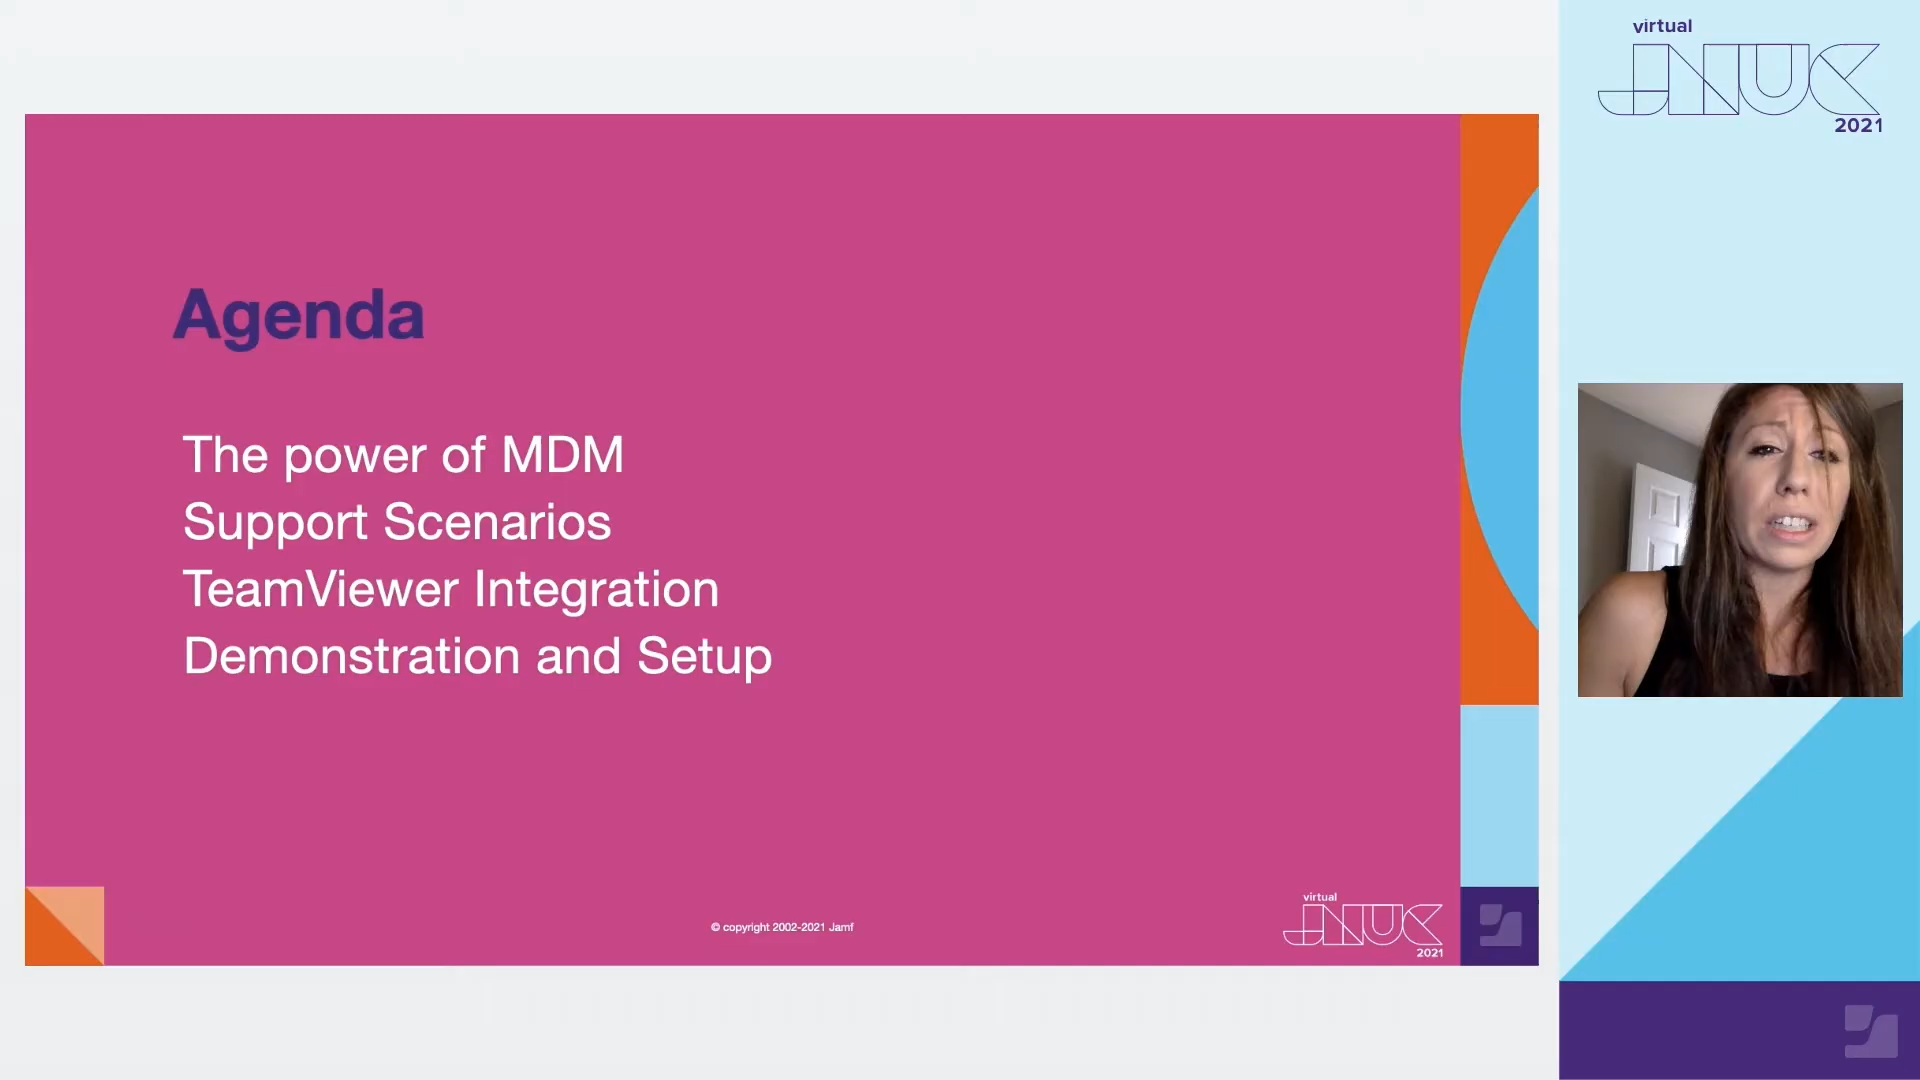 Agenda
The power of MDM
Support Scenarios
TeamViewer Integration
Demonstration and Setup
© copyright 2002-2021 Jamf
virtual
JNUC
2021
virtual
JNUC
2021